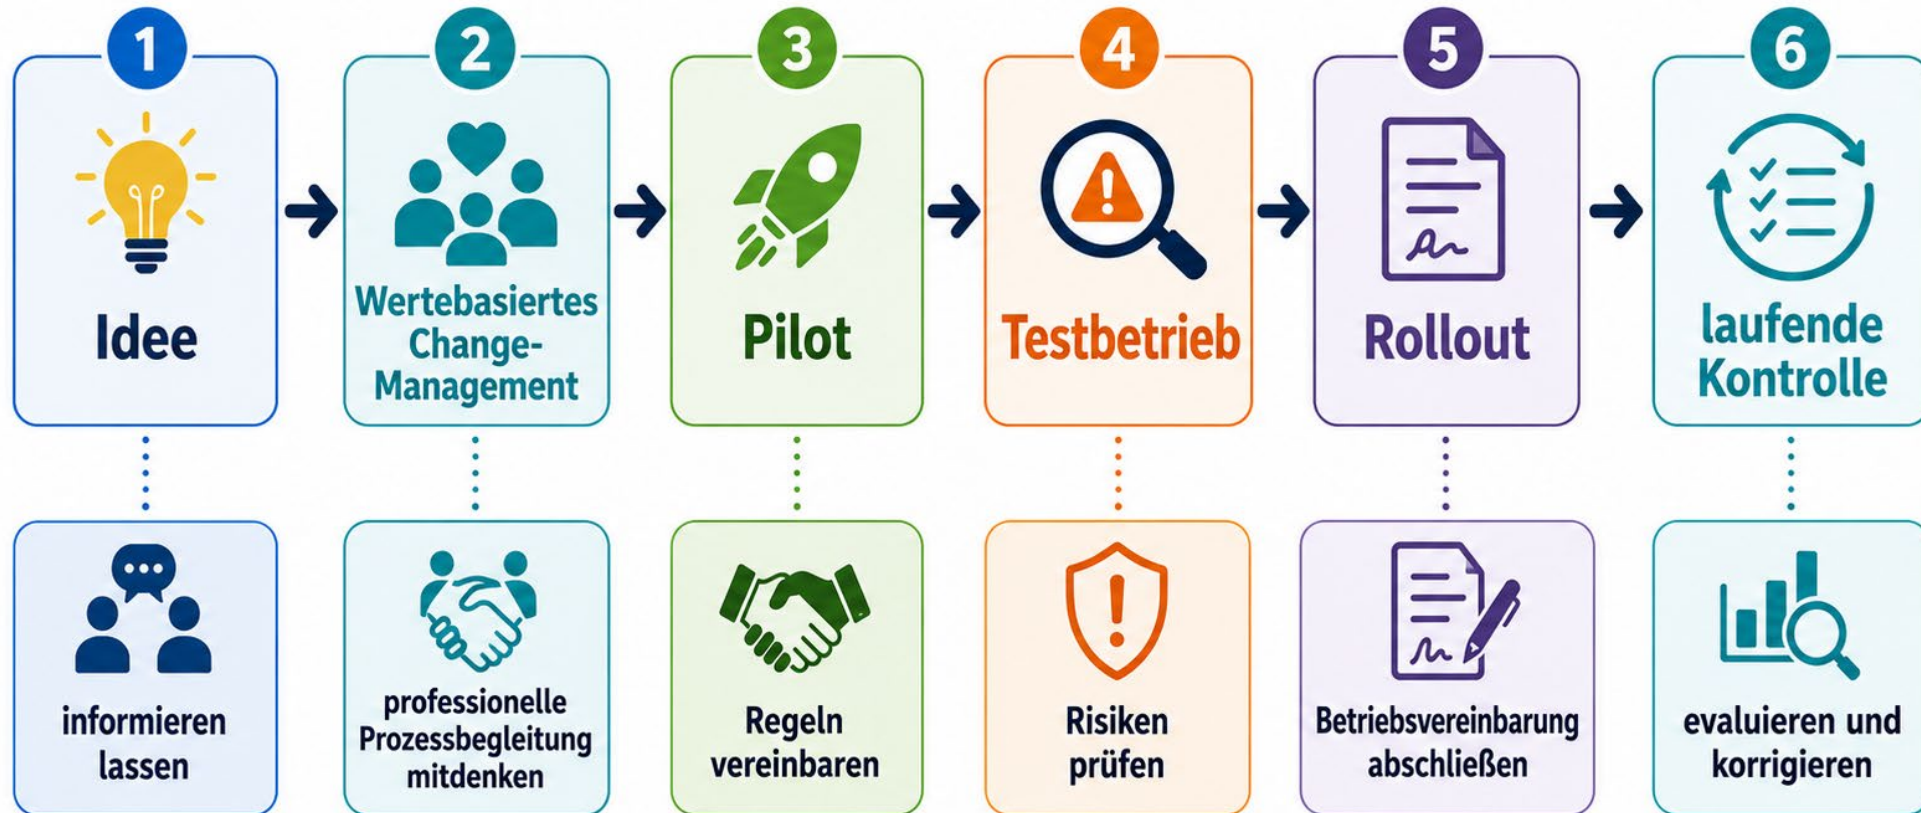 1
2
3
4
5
6
Idee
Wertebasiertes
Change-
Management
Pilot
Testbetrieb
Rollout
laufende
Kontrolle
informieren
lassen
professionelle
Prozessbegleitung
mitdenken
Regeln
vereinbaren
Risiken
prüfen
Betriebsvereinbarung
abschließen
evaluieren und
korrigieren